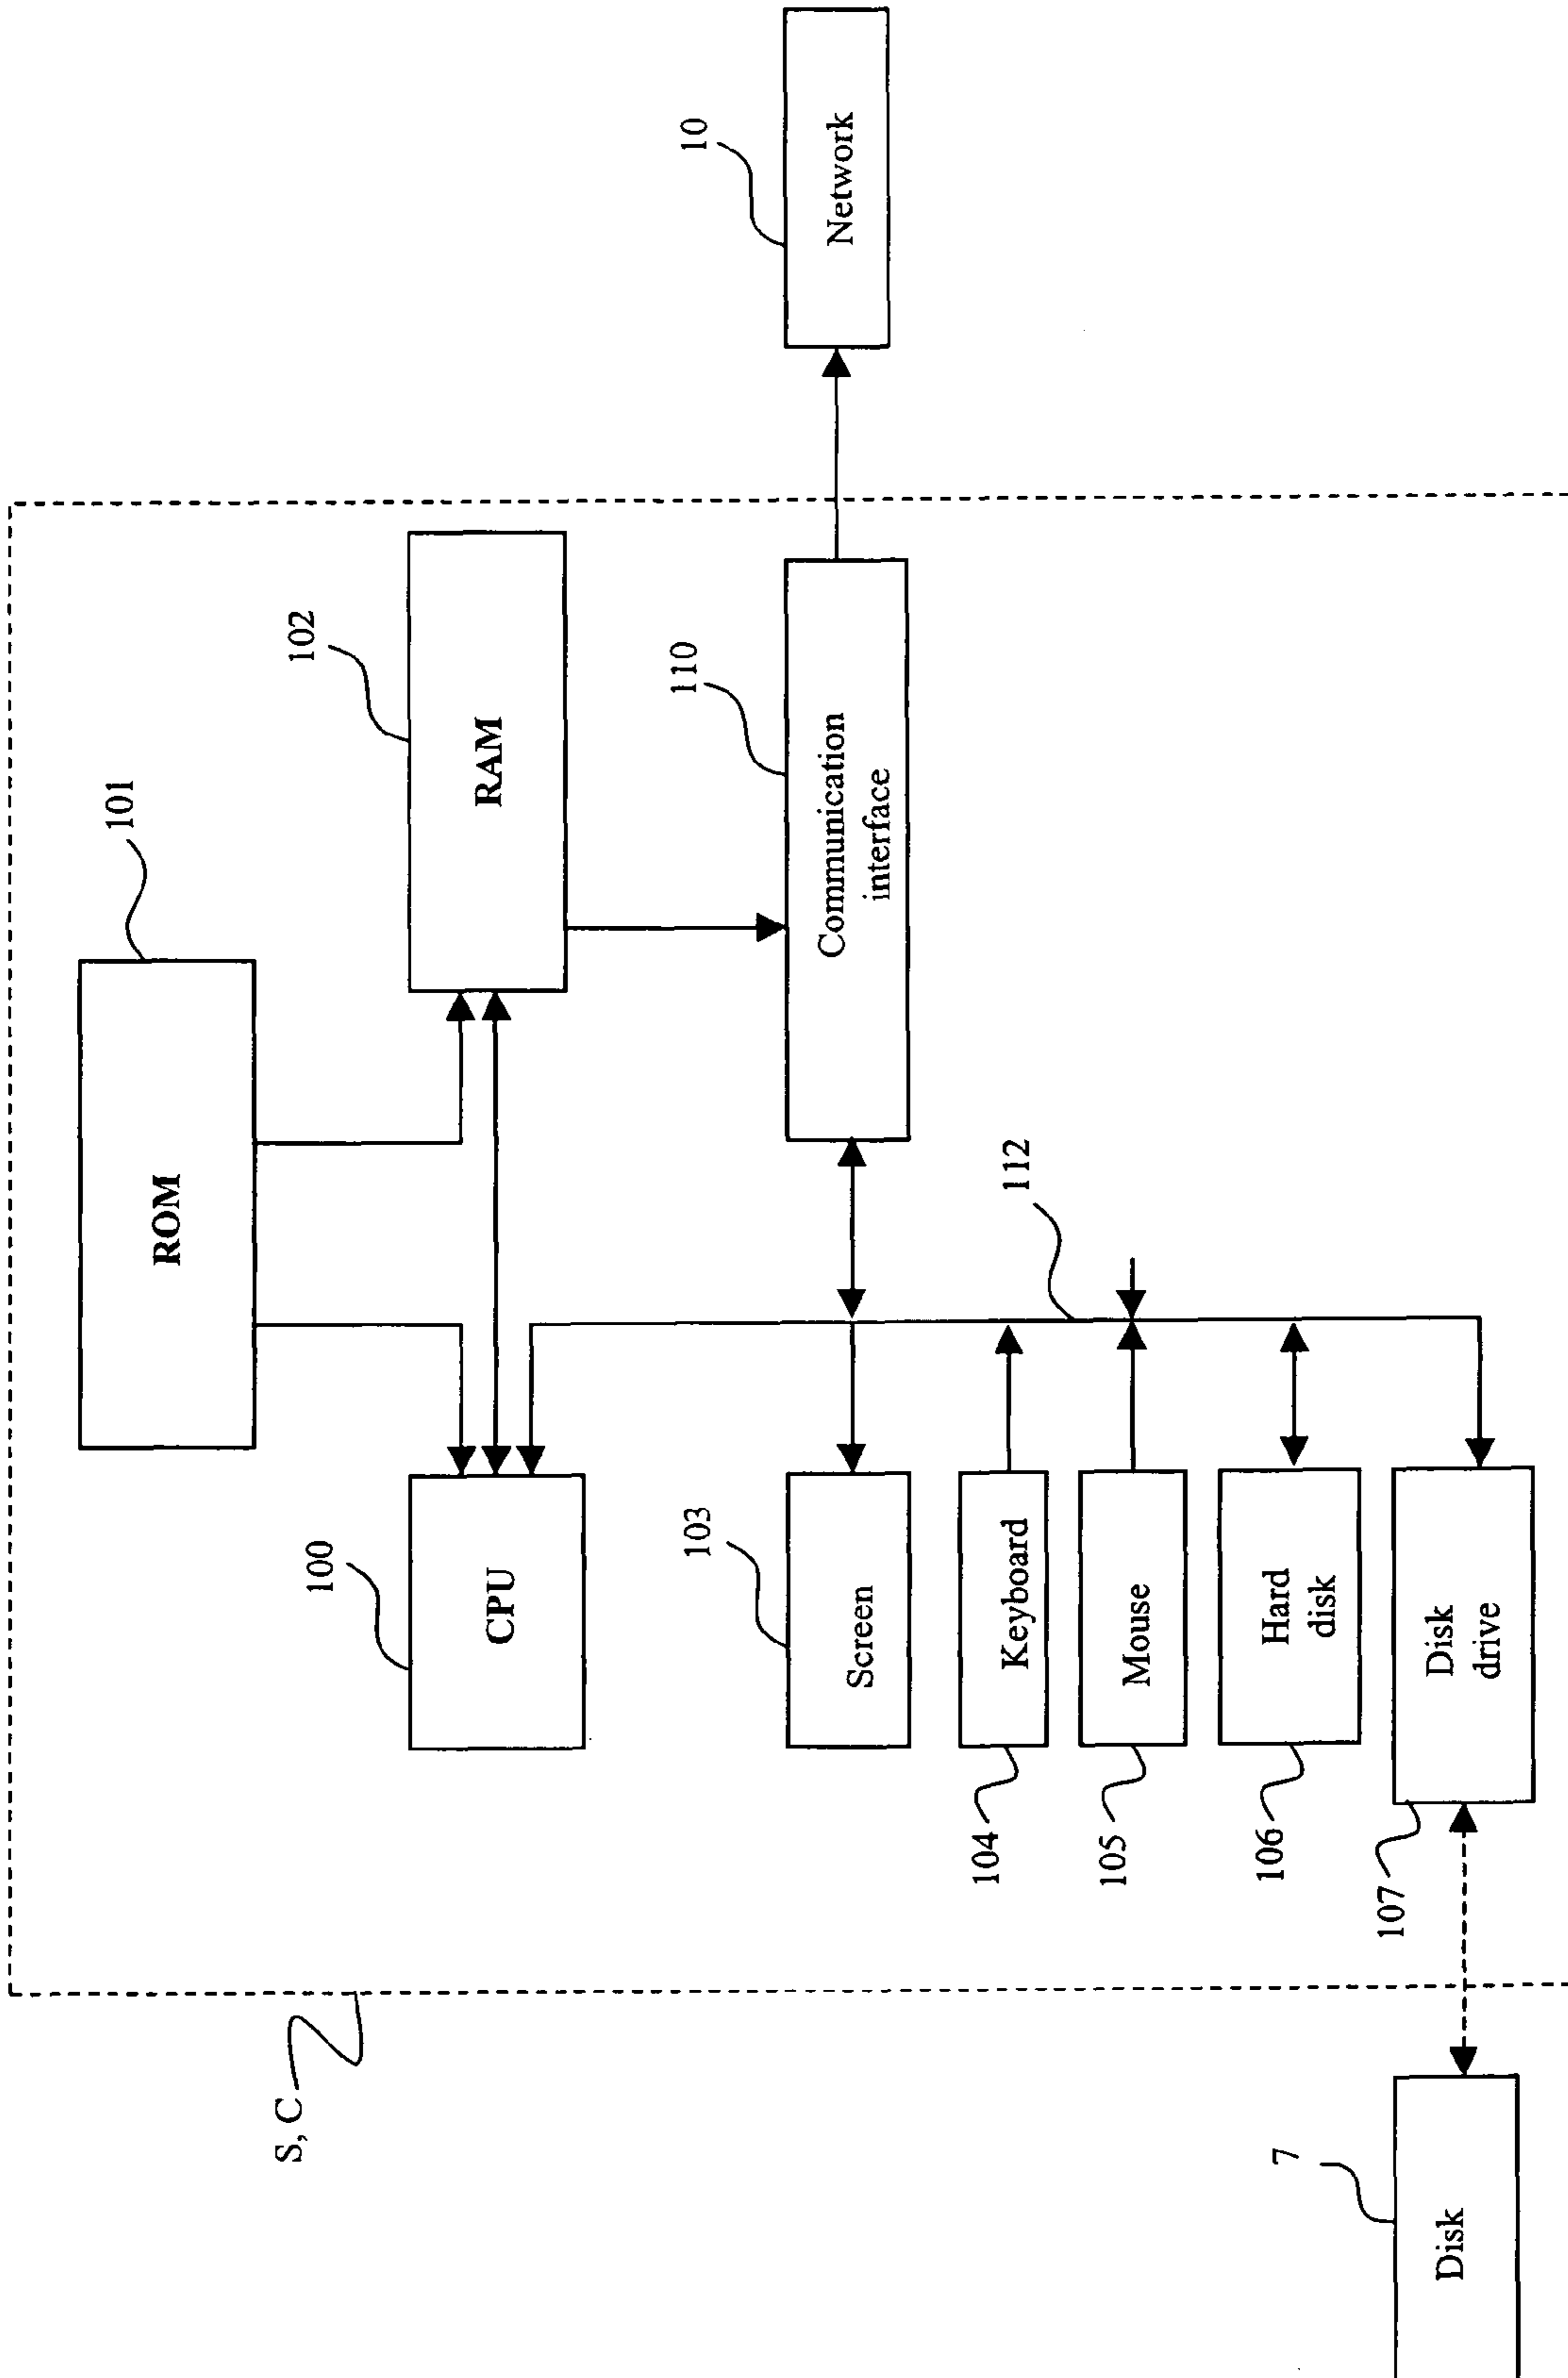 101
ROM
100
CPU
102
RAM
103
Screen
110
Communication
interface
10
Network
104
Keyboard
112
105
Mouse
106
Hard
disk
107
Disk
drive
S, C
7
Disk